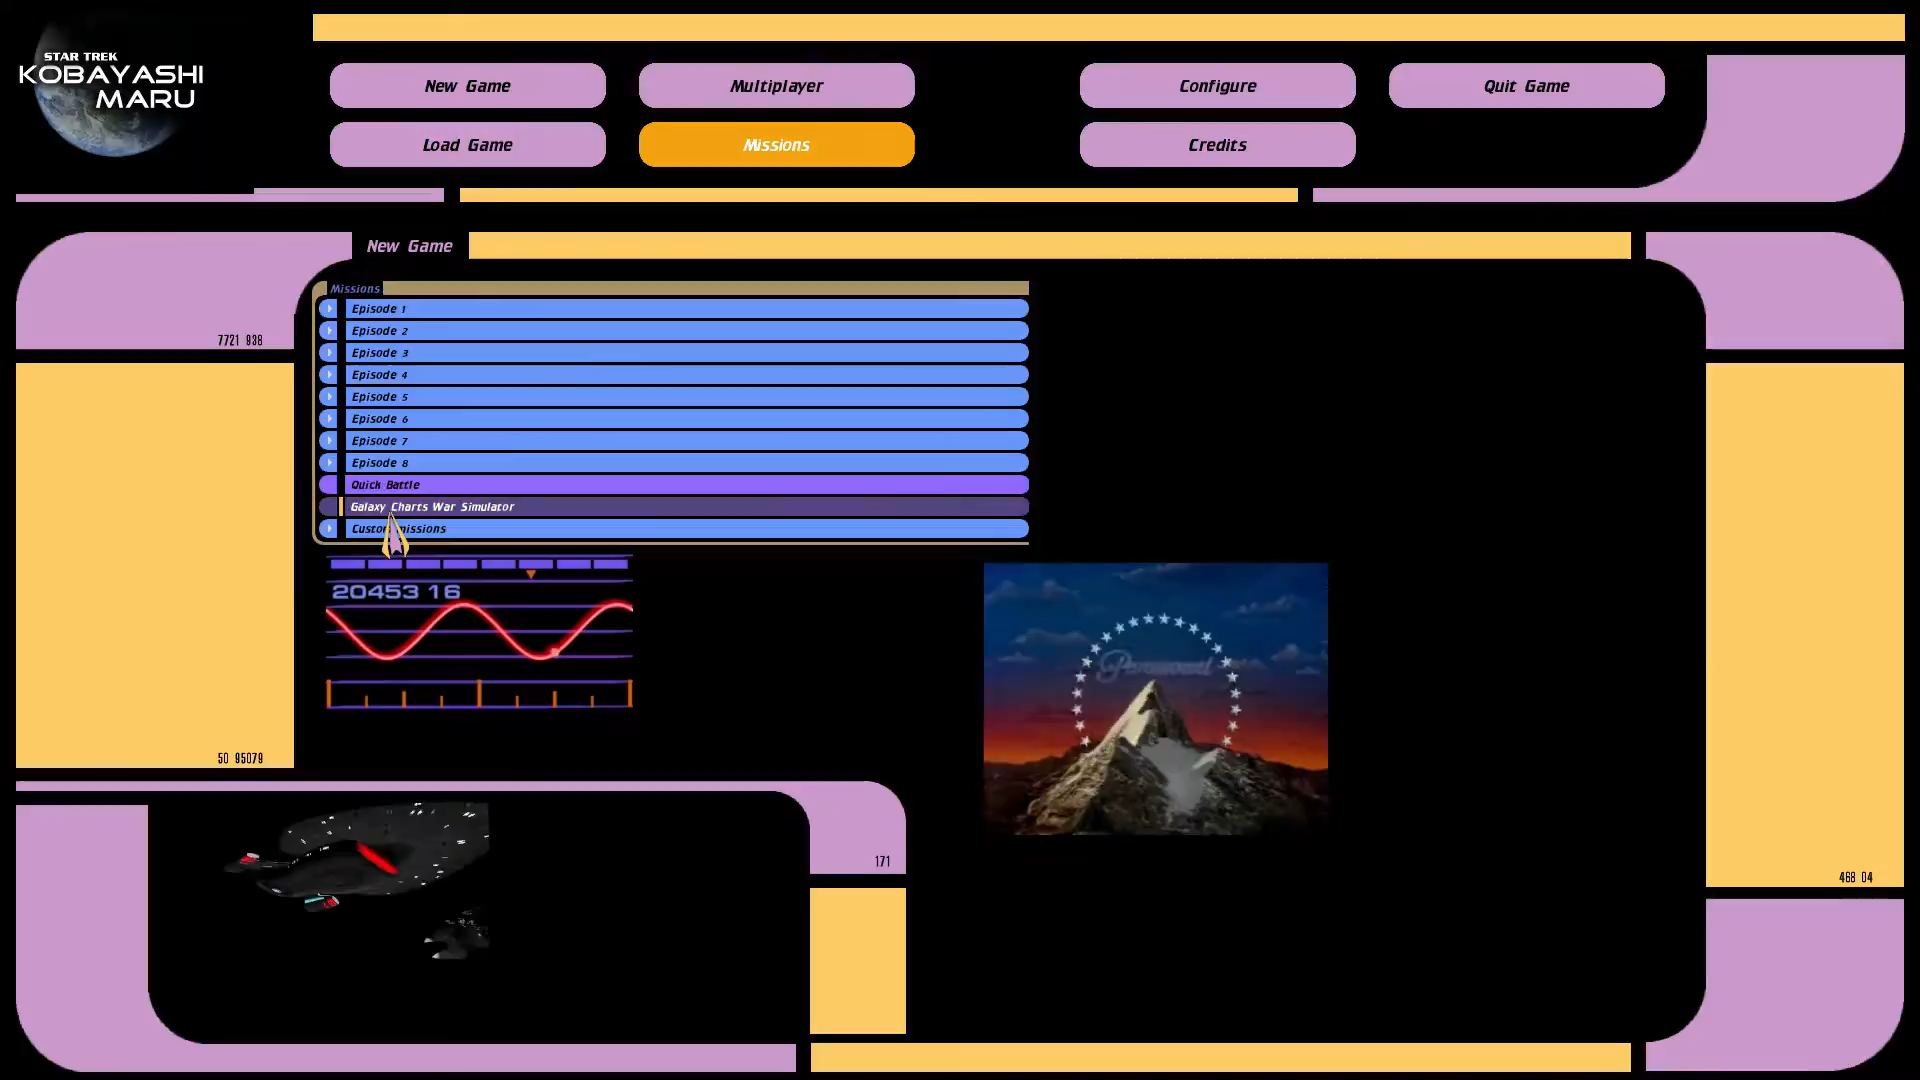 STAR TREK
KOBAYASHI
MARU
New Game
Multiplayer
Configure
Quit Game
Load Game
Missions
Credits
New Game
Missions
Episode 1
Episode 2
Episode 3
Episode 4
Episode 5
Episode 6
Episode 7
Episode 8
Quick Battle
Galaxy Charts War Simulator
Custom missions
7721 938
20453 16
Paramount
50 95079
171
468 04